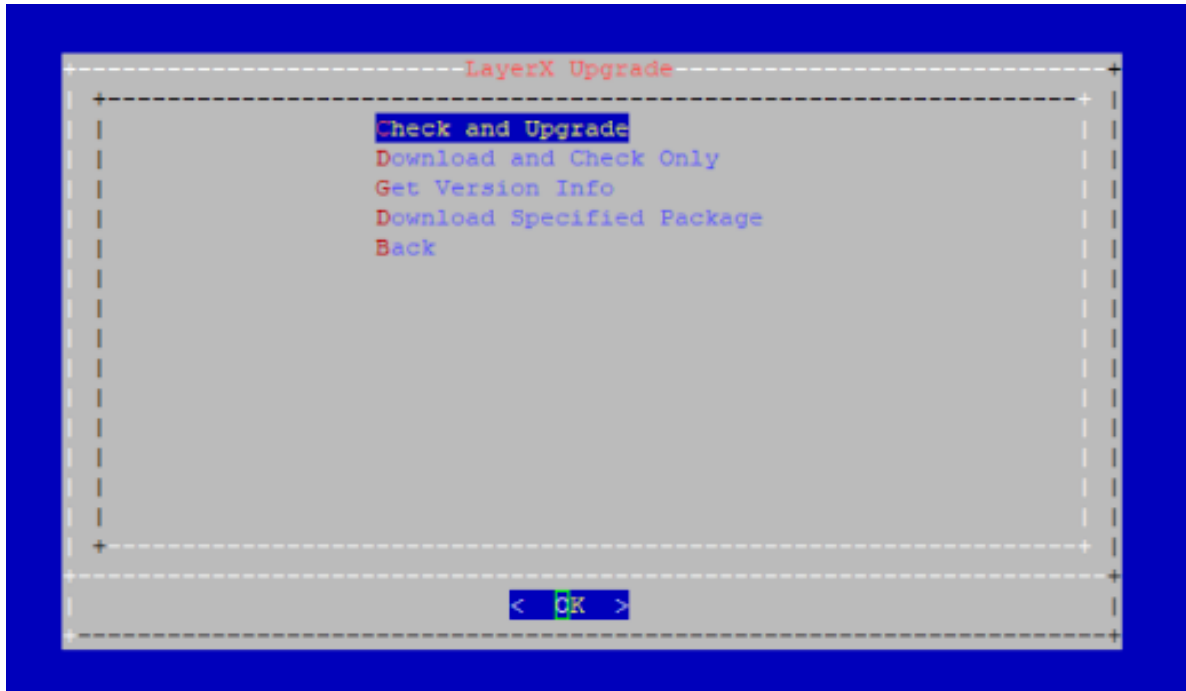 LayerX Upgrade
Check and Upgrade
Download and Check Only
Get Version Info
Download Specified Package
Back
< OK >